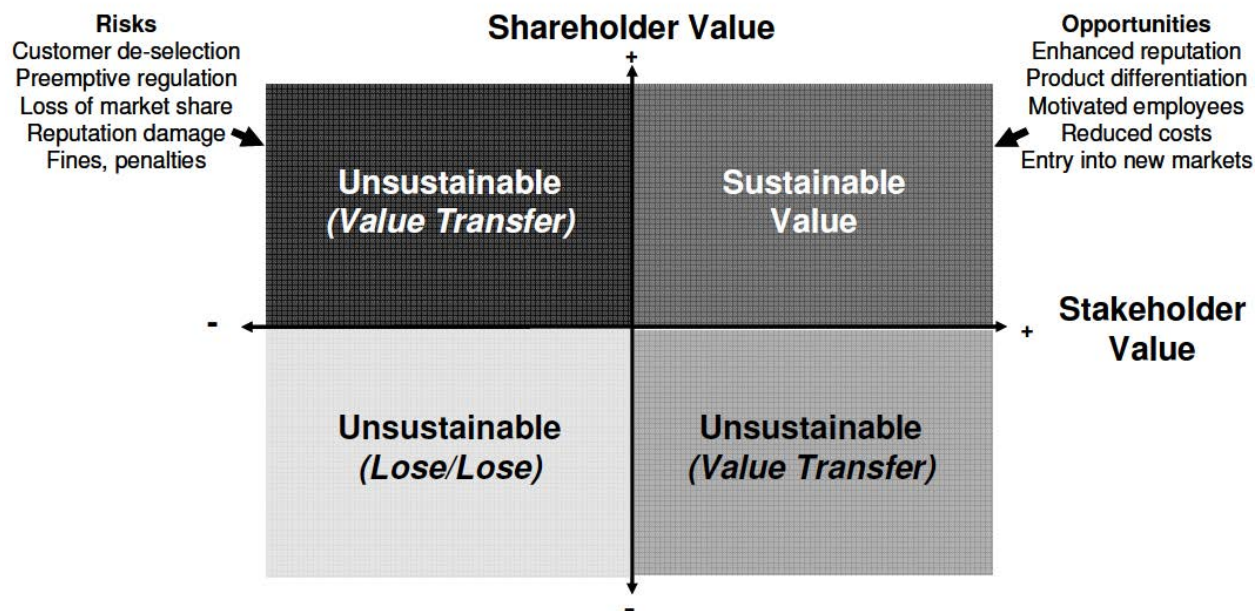 Risks
Customer de-selection
Preemptive regulation
Loss of market share
Reputation damage
Fines, penalties
Shareholder Value
+
Opportunities
Enhanced reputation
Product differentiation
Motivated employees
Reduced costs
Entry into new markets
Unsustainable
(Value Transfer)
Sustainable
Value
-
+
Stakeholder
Value
Unsustainable
(Lose/Lose)
Unsustainable
(Value Transfer)
-